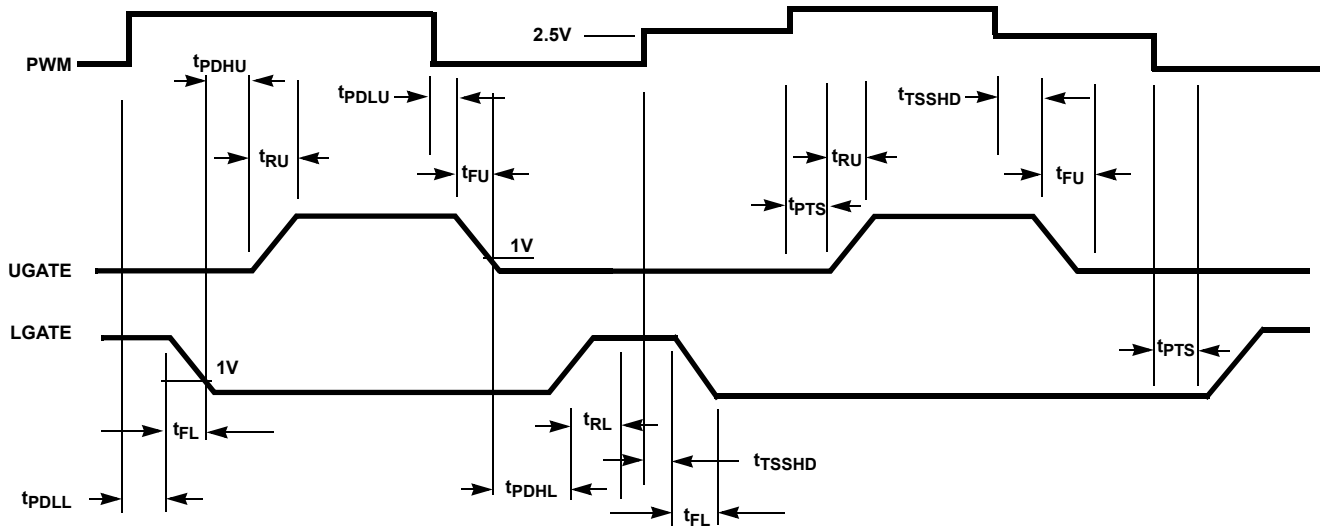 2.5V
PWM
tPDHU
tPDLU
tTSSHD
tRU
tFU
tRU
tFU
tPTS
1V
UGATE
LGATE
1V
tPTS
tFL
tRL
tTSSHD
tPDLL
tPDHL
tFL